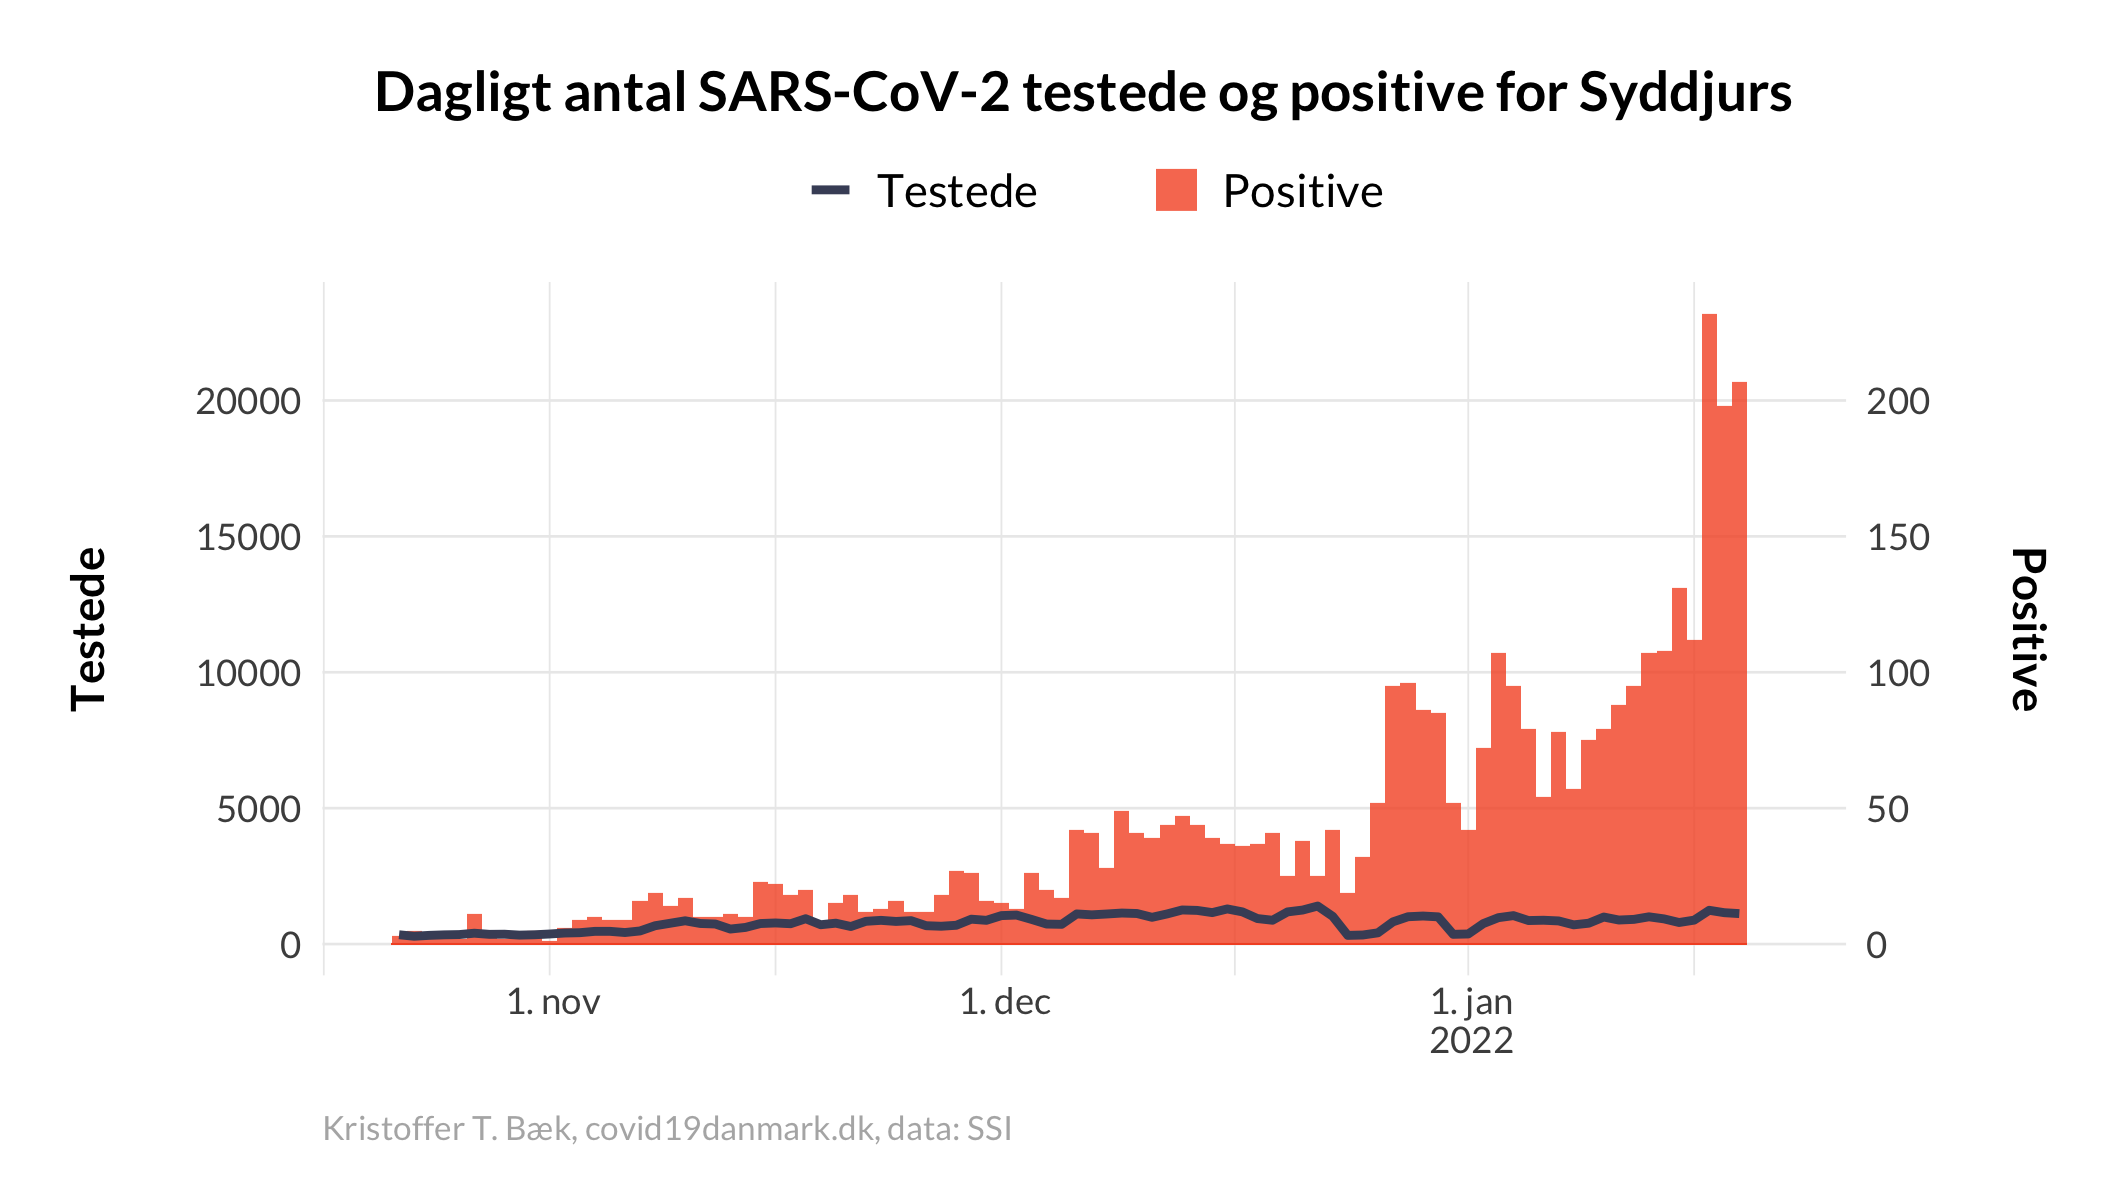 Dagligt antal SARS-CoV-2 testede og positive for Syddjurs
Testede
Positive
20000
15000
10000
5000
0
Testede
200
150
100
50
0
Positive
1. nov
1. dec
1. jan
2022
Kristoffer T. Bæk, covid19danmark.dk, data: SSI